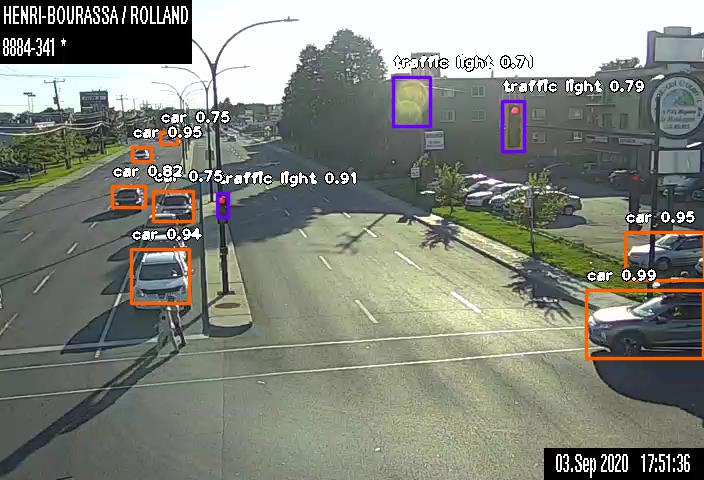 HENRI-BOURASSA / ROLLAND
8884-341 *
traffic light 0.71
traffic light 0.79
car 0.75
car 0.95
car 0.82
car 0.75
traffic light 0.91
car 0.94
car 0.95
car 0.99
03.Sep 2020 17:51:36